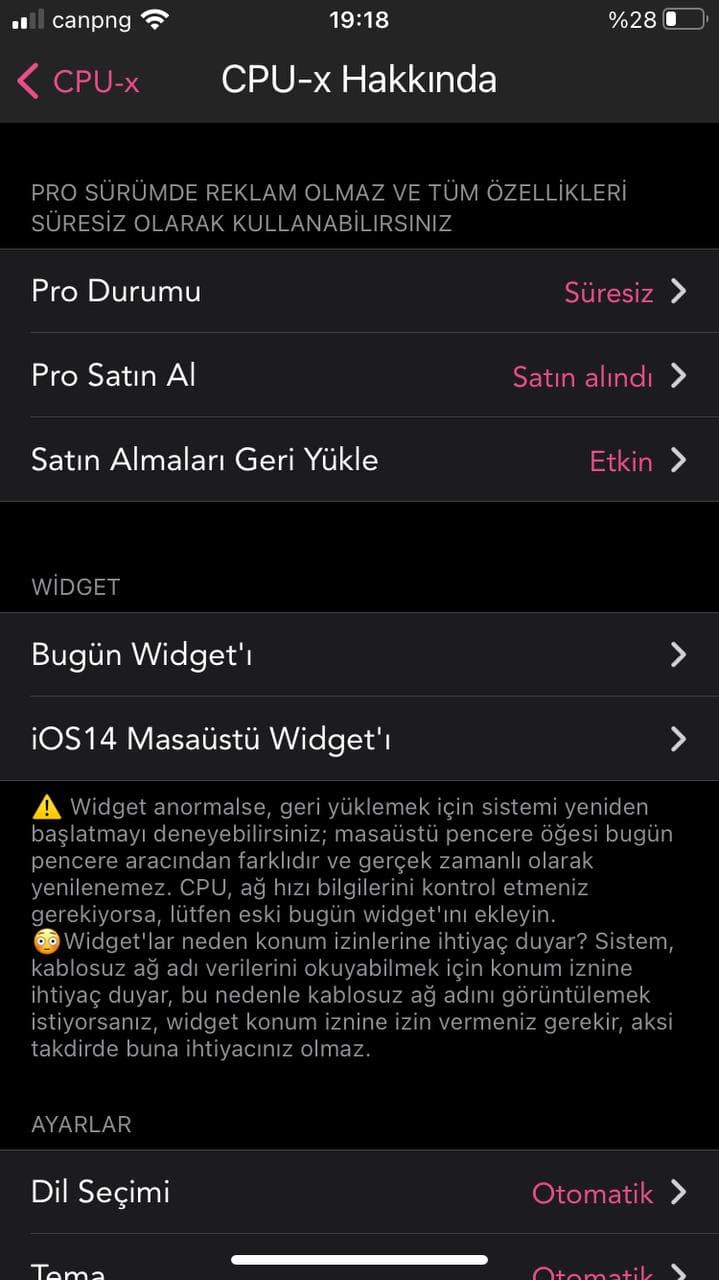 canpng 19:18 %28
CPU-x CPU-x Hakkında
PRO SÜRÜMDE REKLAM OLMAZ VE TÜM ÖZELLİKLERİ
SÜRESİZ OLARAK KULLANABİLIRSINIZ
Pro Durumu Süresiz
Pro Satın Al Satın alındı
Satın Almaları Geri Yükle Etkin
WİDGET
Bugün Widget'ı
iOS14 Masaüstü Widget'ı
⚠️ Widget anormalse, geri yüklemek için sistemi yeniden
başlatmayı deneyebilirsiniz; masaüstü pencere öğesi bugün
pencere aracından farklıdır ve gerçek zamanlı olarak
yenilenemez. CPU, ağ hızı bilgilerini kontrol etmeniz
gerekiyorsa, lütfen eski bugün widget'ını ekleyin.
😳Widget'lar neden konum izinlerine ihtiyaç duyar? Sistem,
kablosuz ağ adı verilerini okuyabilmek için konum iznine
ihtiyaç duyar, bu nedenle kablosuz ağ adını görüntülemek
istiyorsanız, widget konum iznine izin vermeniz gerekir, aksi
takdirde buna ihtiyacınız olmaz.
AYARLAR
Dil Seçimi Otomatik
Tema Otomatik